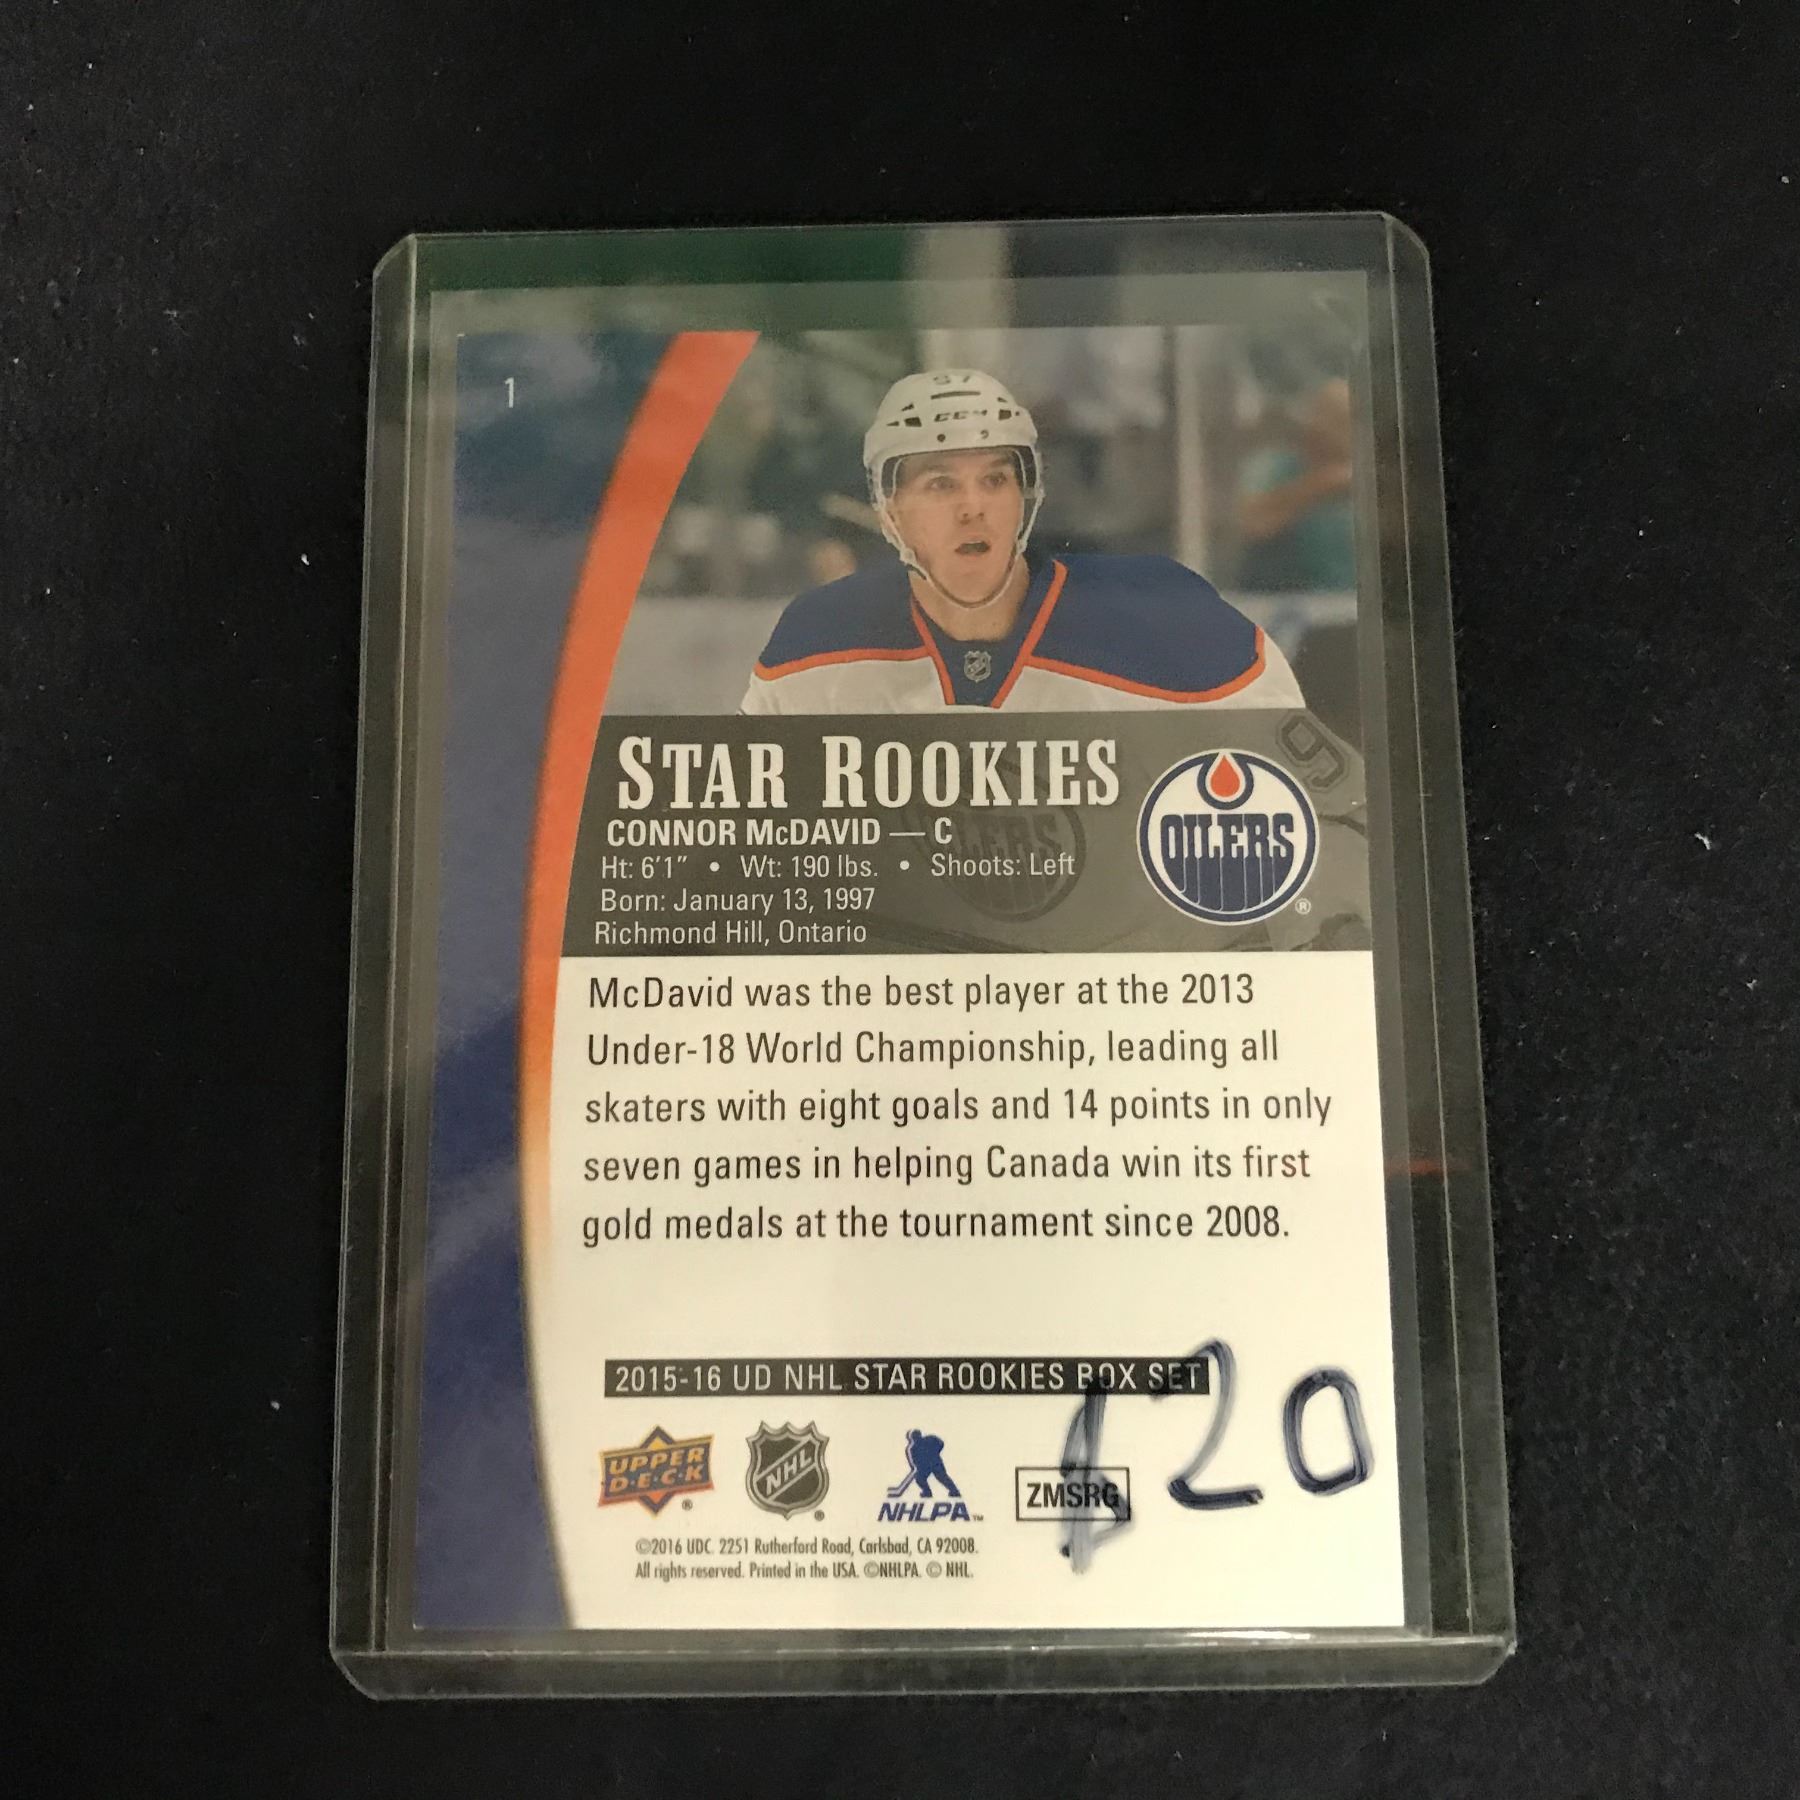 1
97
CCM
STAR ROOKIES
OILERS
CONNOR McDAVID — C
Ht: 6'1" • Wt: 190 lbs. • Shoots: Left
Born: January 13, 1997
Richmond Hill, Ontario
McDavid was the best player at the 2013
Under-18 World Championship, leading all
skaters with eight goals and 14 points in only
seven games in helping Canada win its first
gold medals at the tournament since 2008.
2015-16 UD NHL STAR ROOKIES BOX SET
$20
UPPER
D·E·C·K
®
NHL
®
NHLPA™
ZMSRG
©2016 UDC. 2251 Rutherford Road, Carlsbad, CA 92008.
All rights reserved. Printed in the USA. ©NHLPA. © NHL.